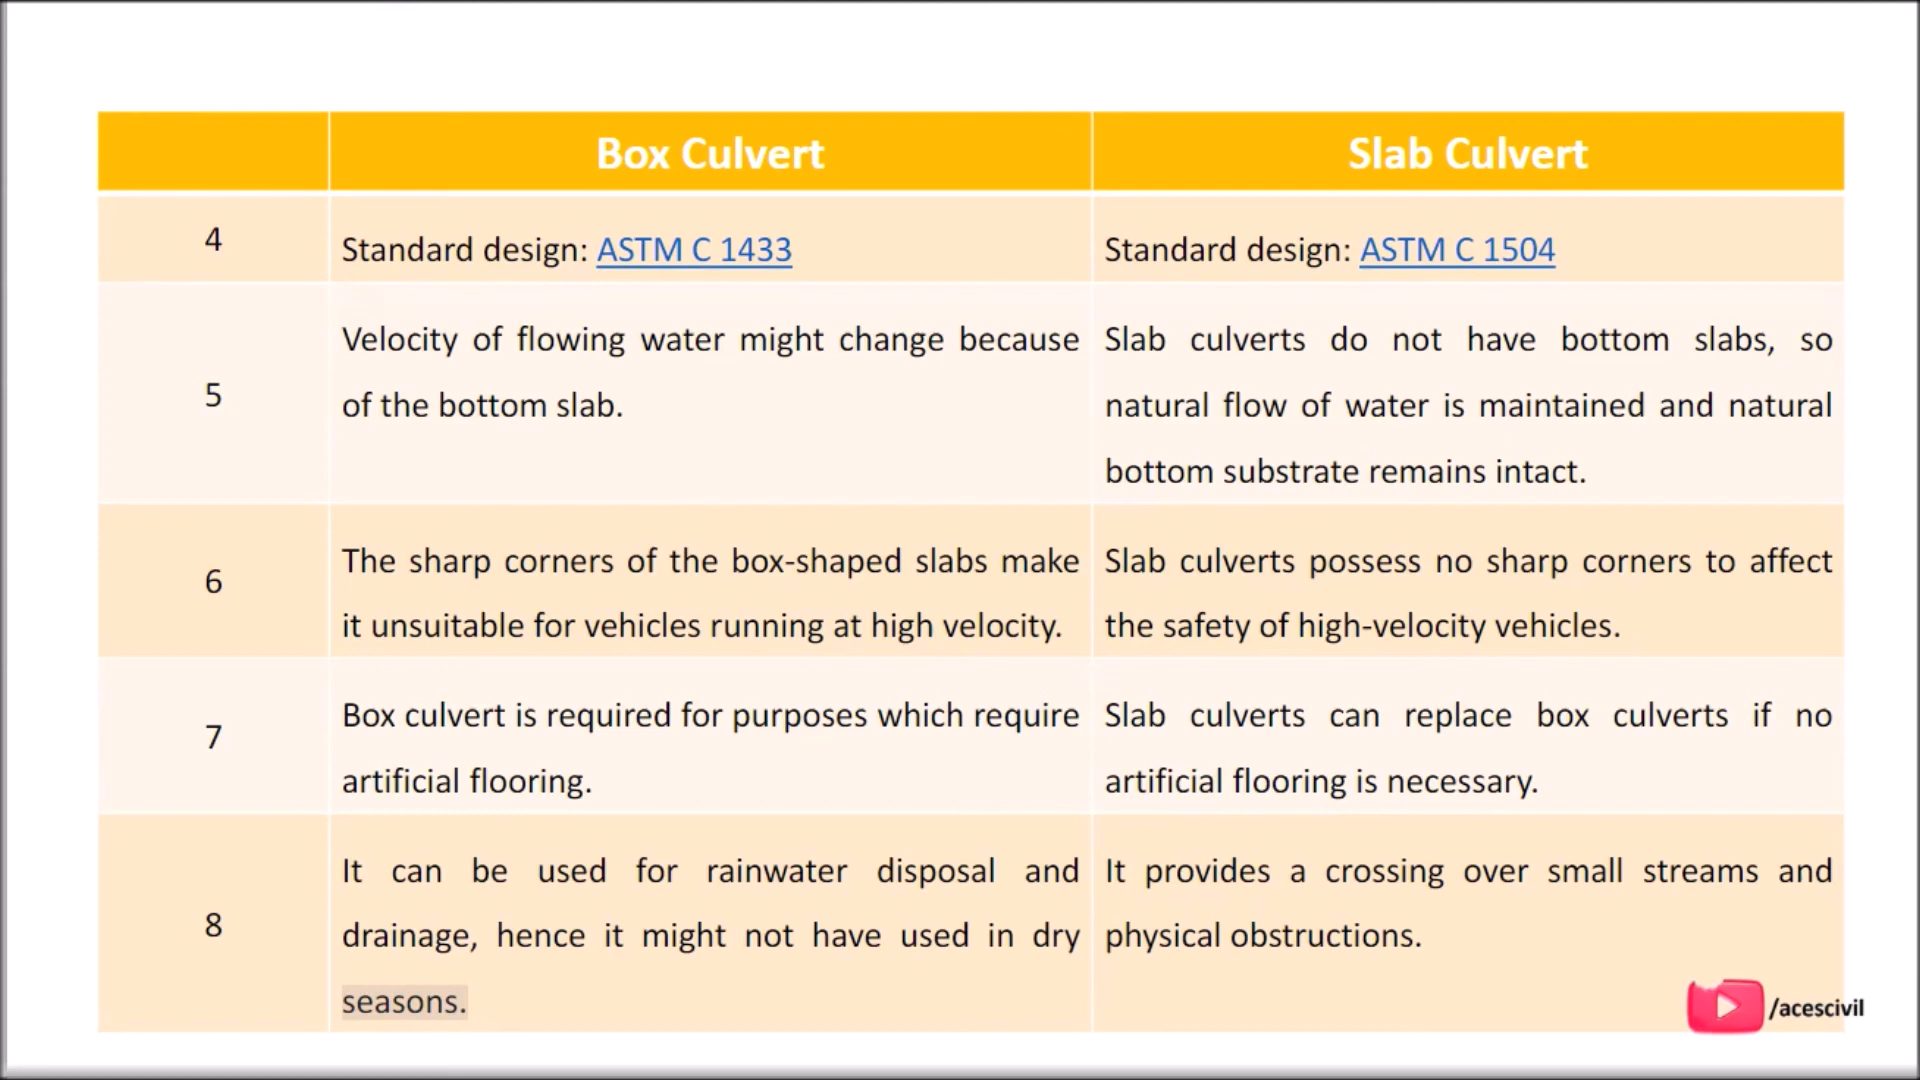 Box Culvert
Slab Culvert
4
Standard design: ASTM C 1433
Standard design: ASTM C 1504
5
Velocity of flowing water might change because
of the bottom slab.
Slab culverts do not have bottom slabs, so
natural flow of water is maintained and natural
bottom substrate remains intact.
6
The sharp corners of the box-shaped slabs make
it unsuitable for vehicles running at high velocity.
Slab culverts possess no sharp corners to affect
the safety of high-velocity vehicles.
7
Box culvert is required for purposes which require
artificial flooring.
Slab culverts can replace box culverts if no
artificial flooring is necessary.
8
It can be used for rainwater disposal and
drainage, hence it might not have used in dry
seasons.
It provides a crossing over small streams and
physical obstructions.
/acescivil